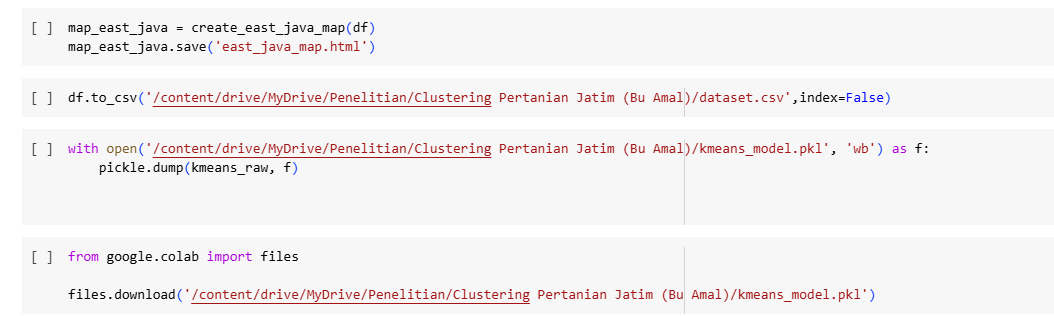 [ ] map_east_java = create_east_java_map(df)
map_east_java.save('east_java_map.html')
[ ] df.to_csv('/content/drive/MyDrive/Penelitian/Clustering Pertanian Jatim (Bu Amal)/dataset.csv',index=False)
[ ] with open('/content/drive/MyDrive/Penelitian/Clustering Pertanian Jatim (Bu Amal)/kmeans_model.pkl', 'wb') as f:
pickle.dump(kmeans_raw, f)
[ ] from google.colab import files
files.download('/content/drive/MyDrive/Penelitian/Clustering Pertanian Jatim (Bu Amal)/kmeans_model.pkl')